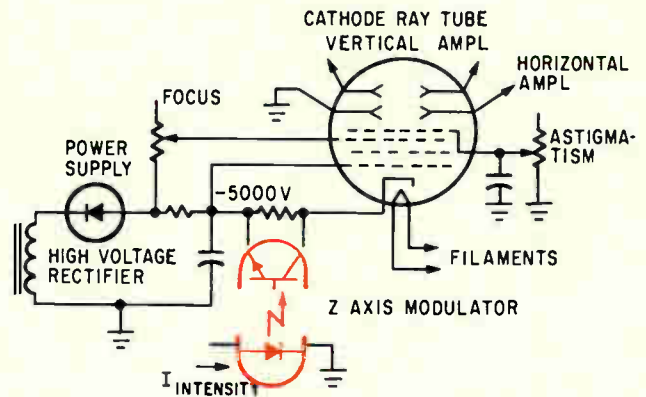 CATHODE RAY TUBE
VERTICAL AMPL
HORIZONTAL
AMPL
FOCUS
POWER
SUPPLY
ASTIGMA-
TISM
-5000V
HIGH VOLTAGE
RECTIFIER
FILAMENTS
Z AXIS MODULATOR
I INTENSIT